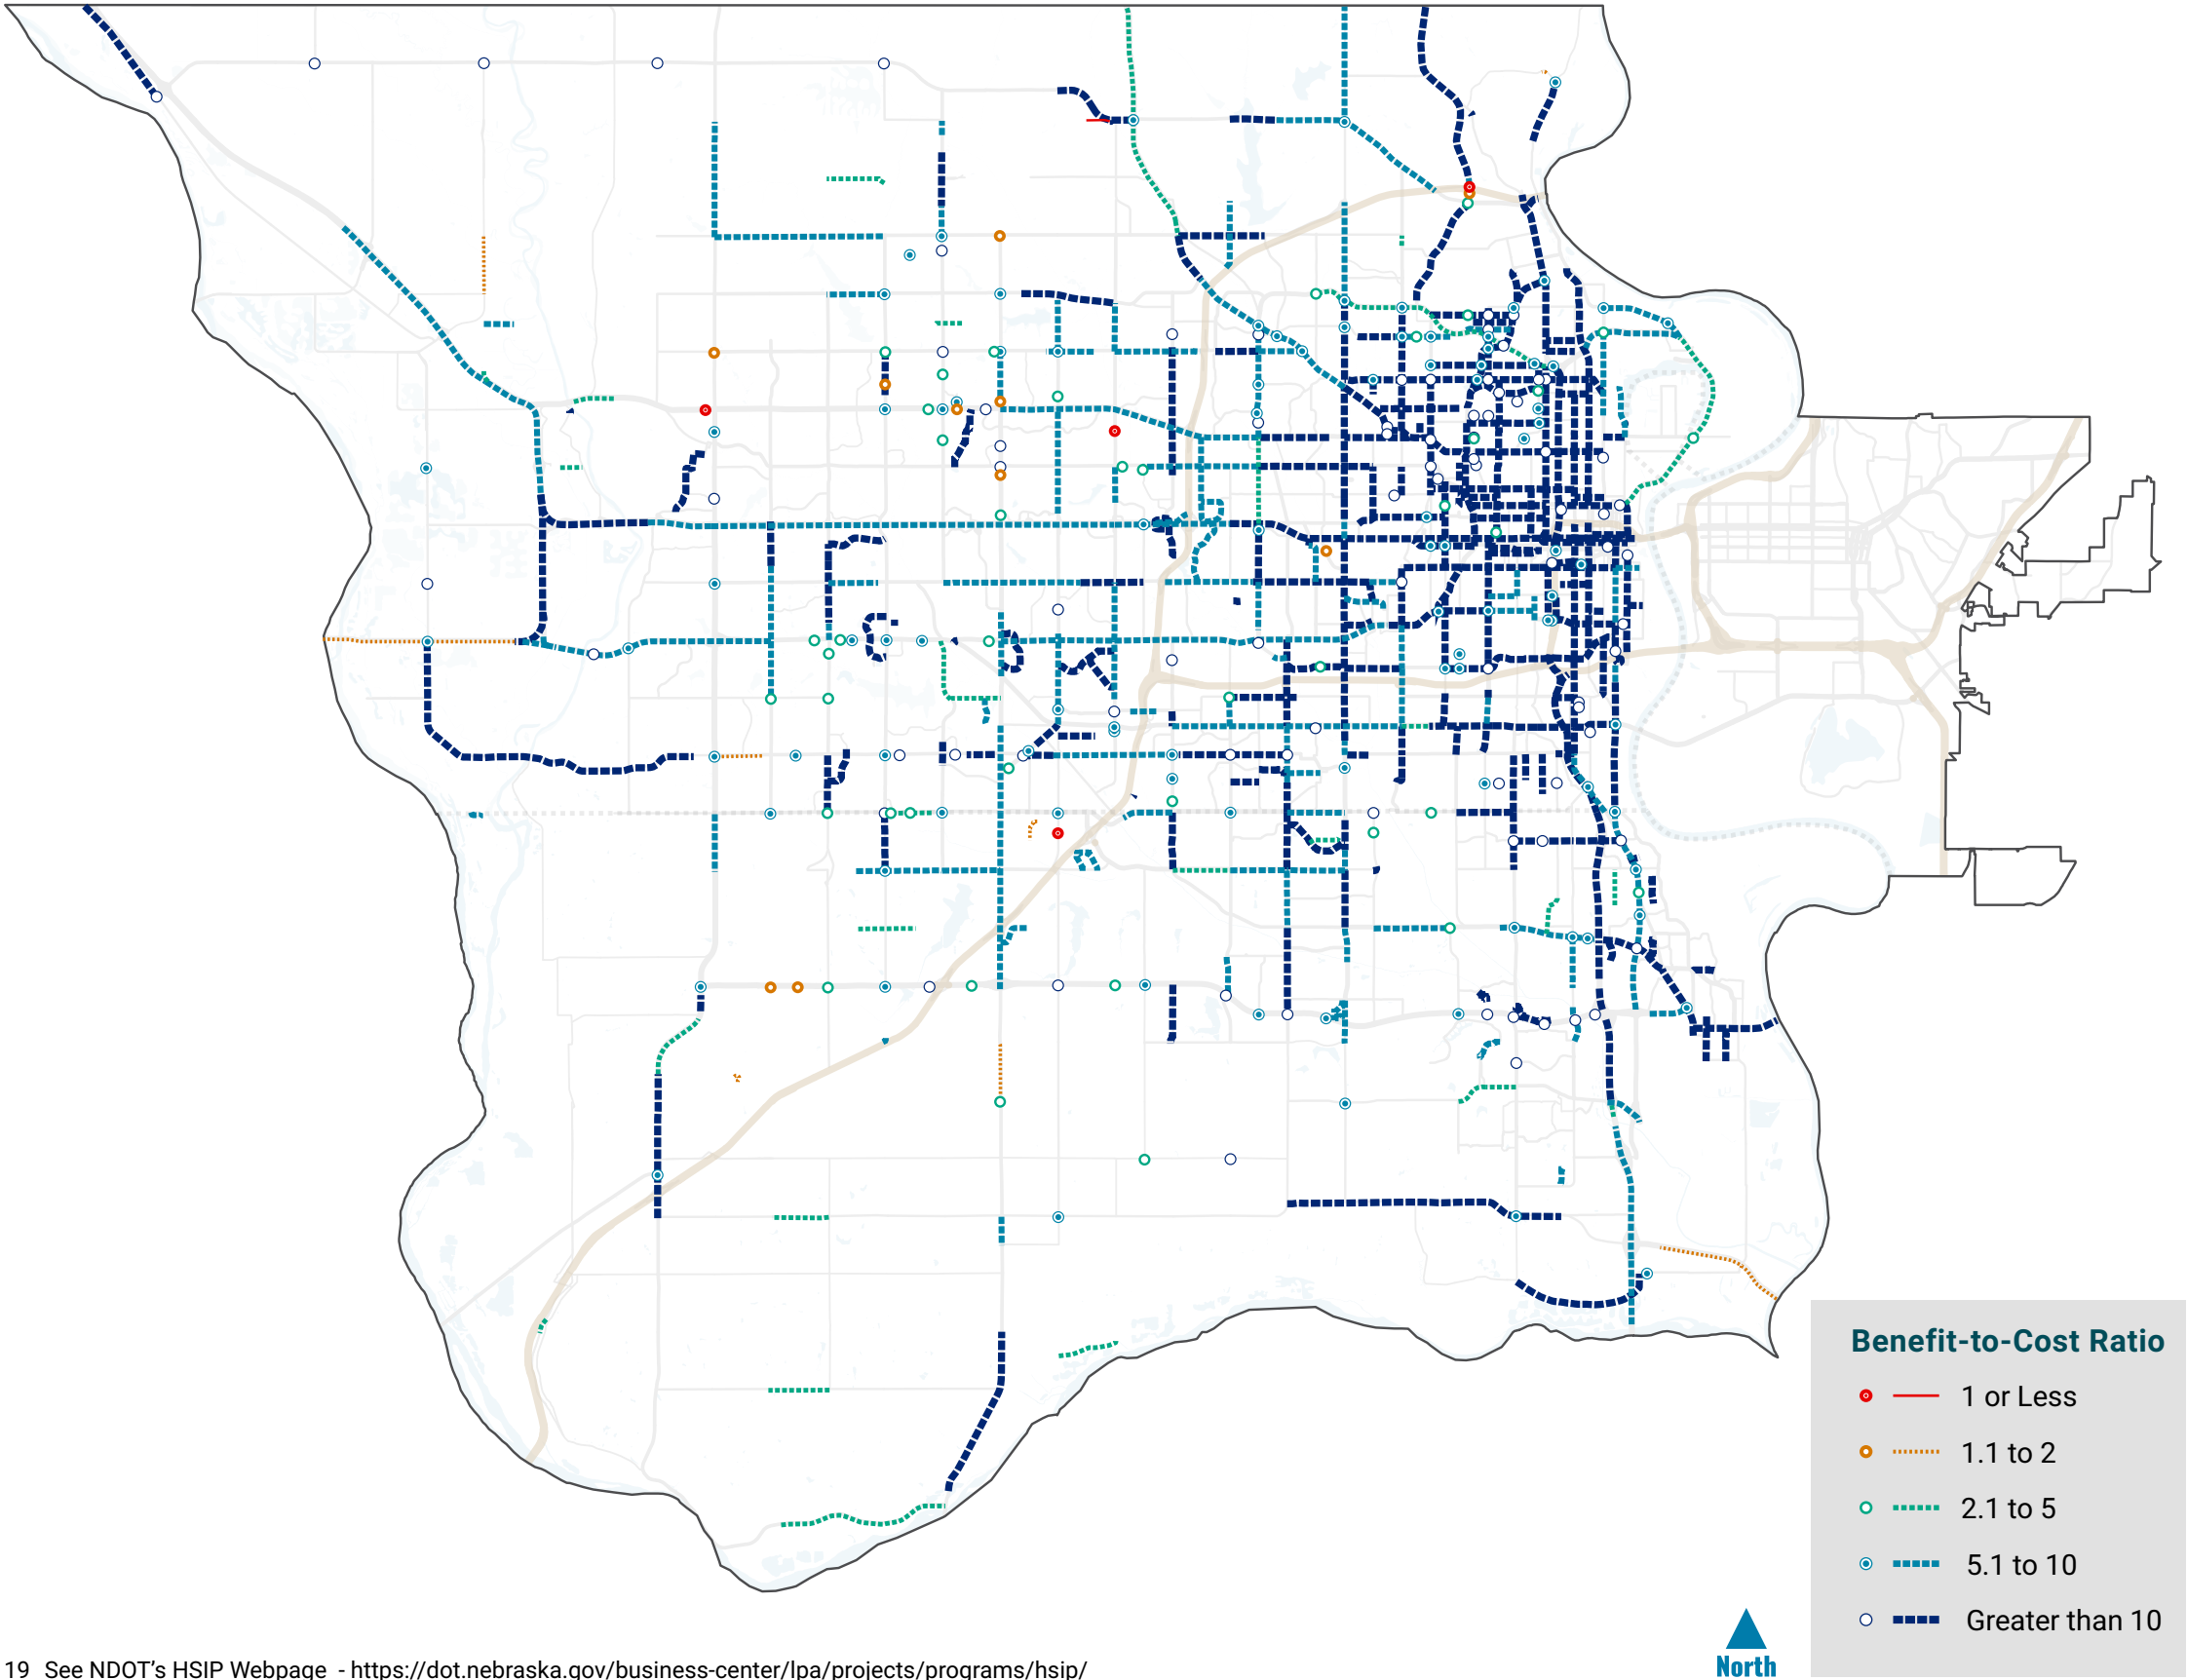 Benefit-to-Cost Ratio
1 or Less
1.1 to 2
2.1 to 5
5.1 to 10
Greater than 10
North
19 See NDOT’s HSIP Webpage - https://dot.nebraska.gov/business-center/lpa/projects/programs/hsip/